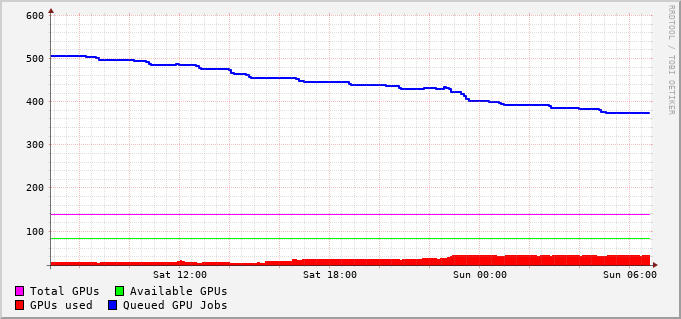 600
500
400
300
200
100
Sat 12:00 Sat 18:00 Sun 00:00 Sun 06:00
Total GPUs Available GPUs
GPUs used Queued GPU Jobs
RRDTOOL / TOBI OETIKER